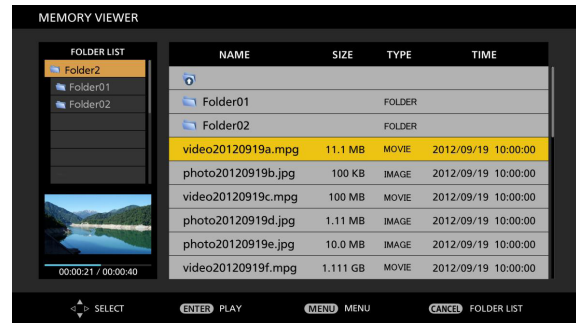 MEMORY VIEWER
FOLDER LIST
Folder2
Folder01
Folder02
00:00:21 / 00:00:40
NAME SIZE TYPE TIME
Folder01 FOLDER
Folder02 FOLDER
video20120919a.mpg 11.1 MB MOVIE 2012/09/19 10:00:00
photo20120919b.jpg 100 KB IMAGE 2012/09/19 10:00:00
video20120919c.mpg 100 MB MOVIE 2012/09/19 10:00:00
photo20120919d.jpg 1.11 MB IMAGE 2012/09/19 10:00:00
photo20120919e.jpg 10.0 MB IMAGE 2012/09/19 10:00:00
video20120919f.mpg 1.111 GB MOVIE 2012/09/19 10:00:00
SELECT ENTER PLAY MENU MENU CANCEL FOLDER LIST